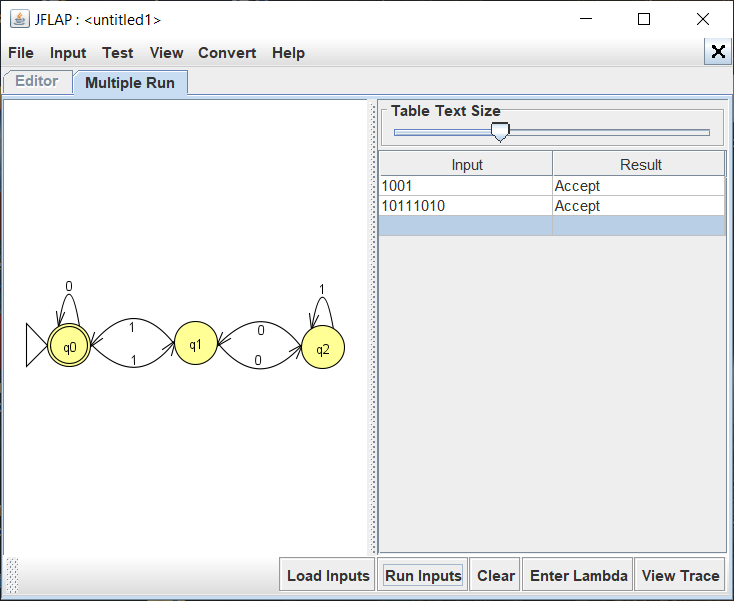 JFLAP : <untitled1>
File Input Test View Convert Help
Editor Multiple Run
Table Text Size
Input Result
1001 Accept
10111010 Accept
0 1
1 0
q0 q1 q2
1 0
Load Inputs Run Inputs Clear Enter Lambda View Trace